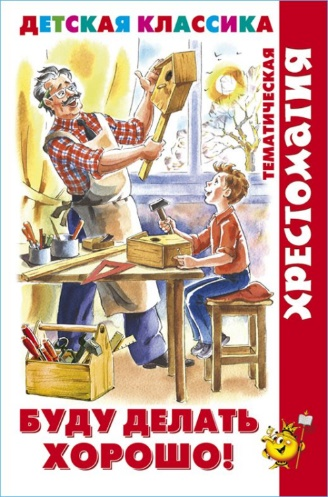 ДЕТСКАЯ КЛАССИКА
ТЕМАТИЧЕСКАЯ
ХРЕСТОМАТИЯ
БУДУ ДЕЛАТЬ
ХОРОШО!